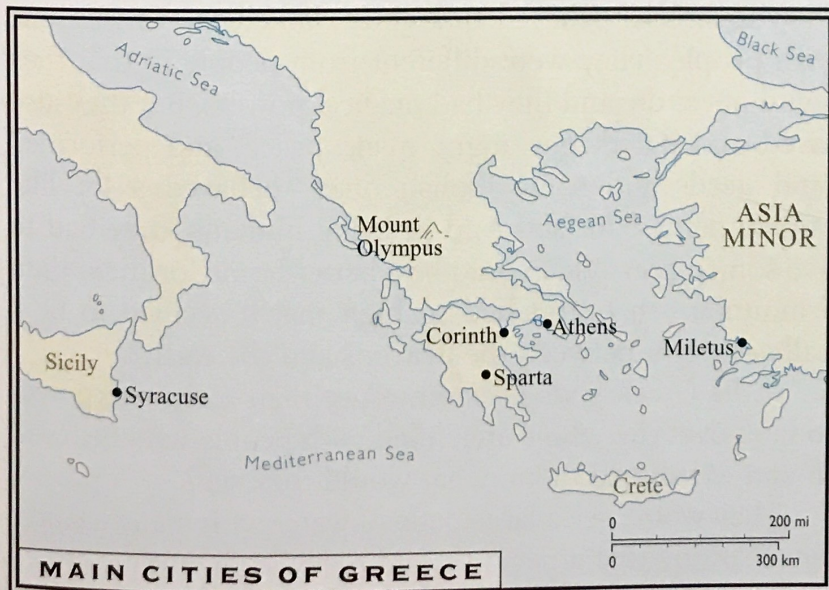 Adriatic Sea
Black Sea
Mount
Olympus
Aegean Sea
ASIA
MINOR
Corinth
Athens
Miletus
Sicily
Sparta
Syracuse
Mediterranean Sea
Crete
0 200 mi
0 300 km
MAIN CITIES OF GREECE